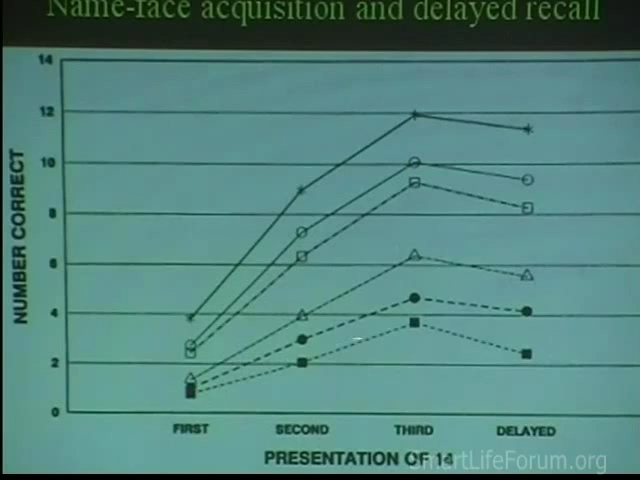 Name-face acquisition and delayed recall
14
12
10
8
6
4
2
0
NUMBER CORRECT
FIRST SECOND THIRD DELAYED
PRESENTATION OF 14
SmartLifeForum.org